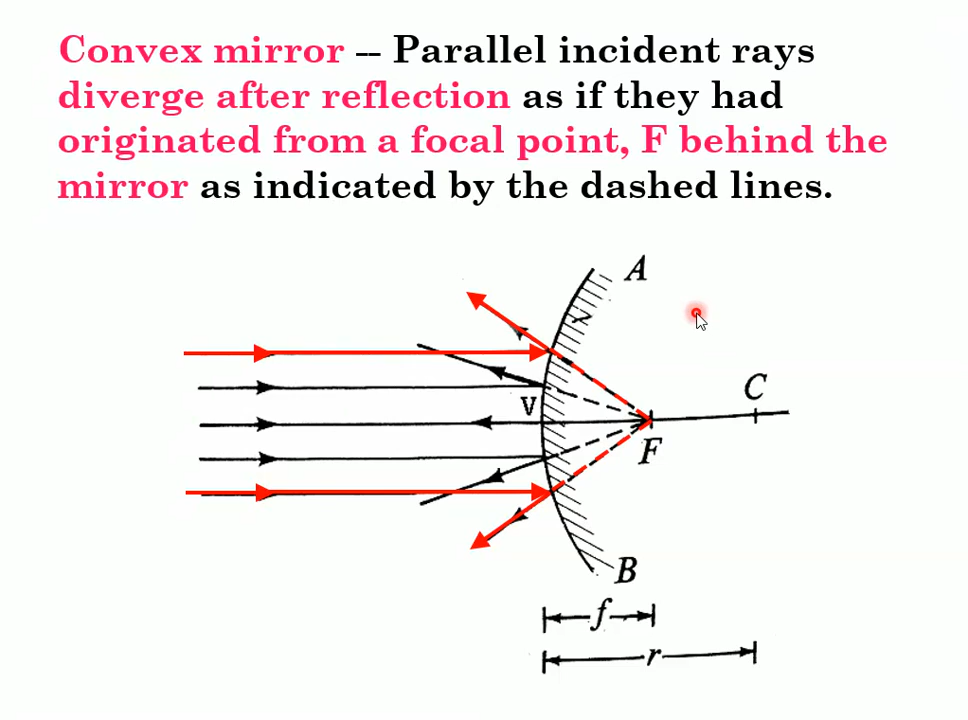 Convex mirror -- Parallel incident rays
diverge after reflection as if they had
originated from a focal point, F behind the
mirror as indicated by the dashed lines.
A
C
V
F
B
f
r